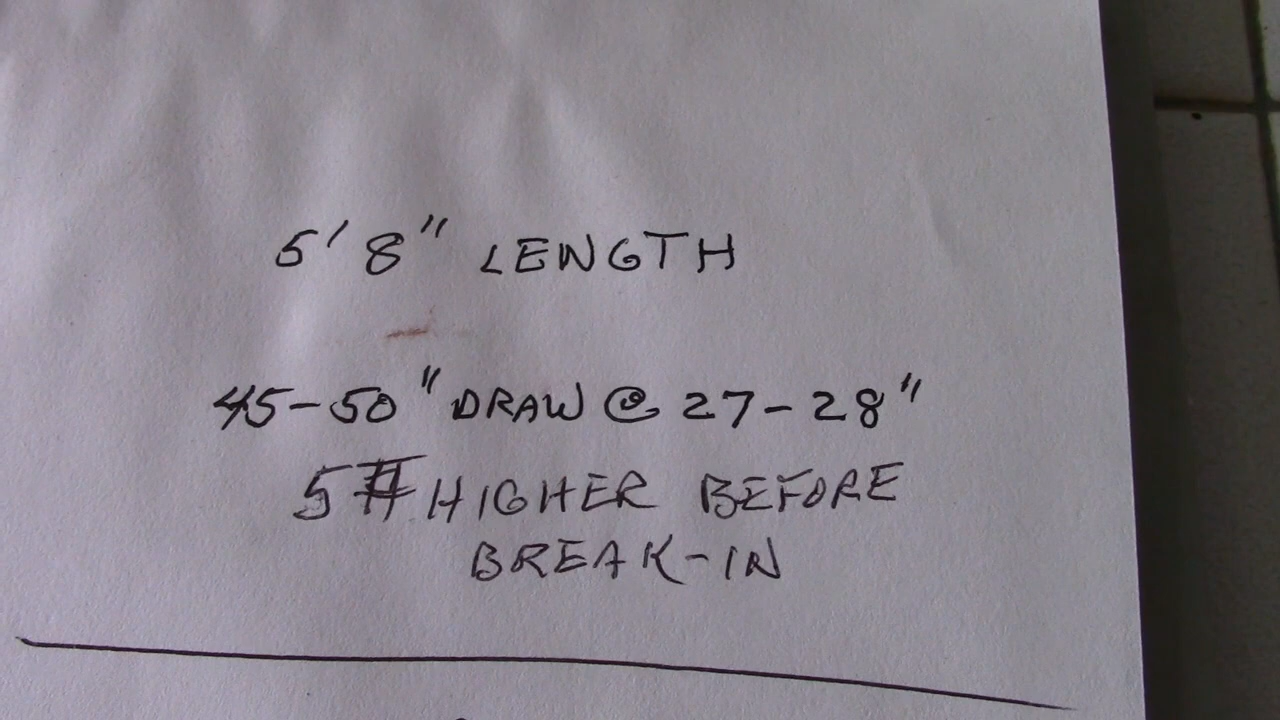 5' 8" LENGTH
45-50" DRAW @ 27-28"
5# HIGHER BEFORE
BREAK-IN